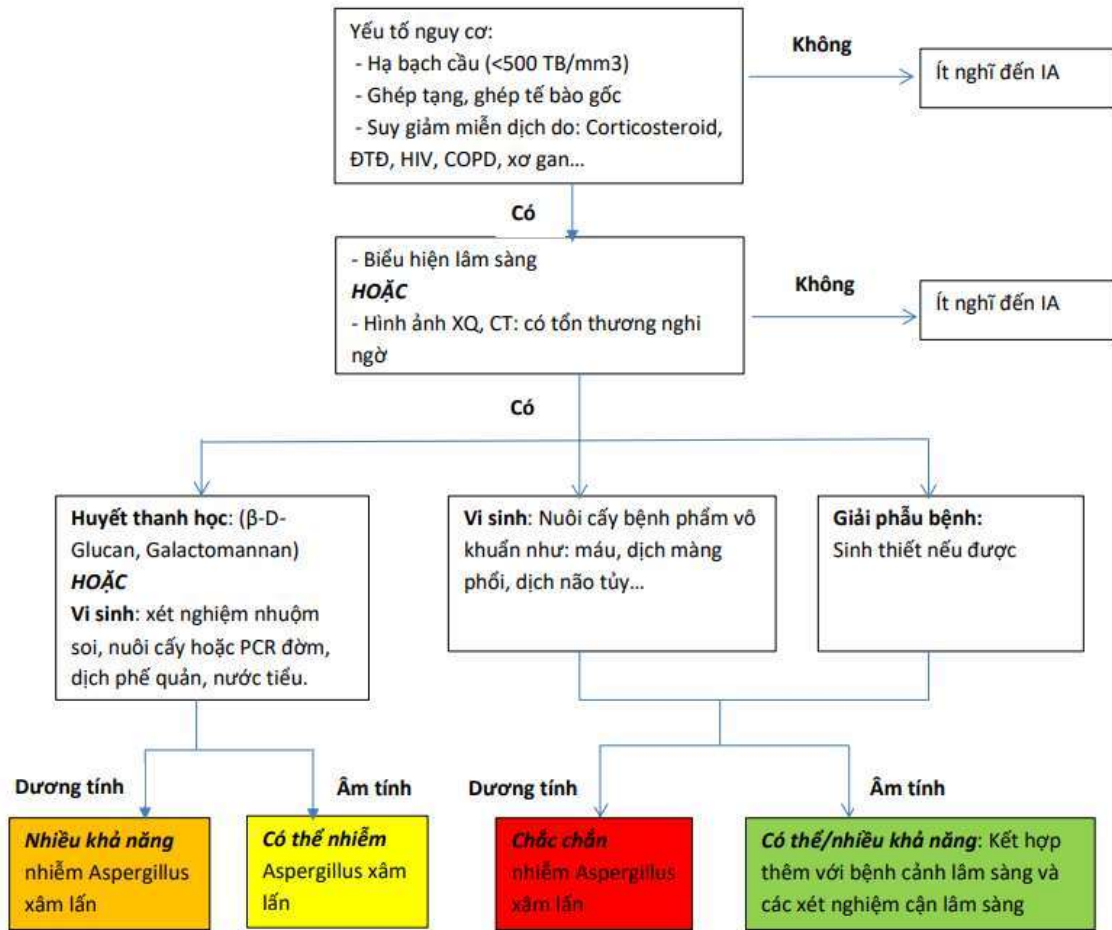 Yếu tố nguy cơ:
- Hạ bạch cầu (<500 TB/mm3)
- Ghép tạng, ghép tế bào gốc
- Suy giảm miễn dịch do: Corticosteroid,
ĐTĐ, HIV, COPD, xơ gan...
Không
Ít nghĩ đến IA
Có
- Biểu hiện lâm sàng
HOẶC
- Hình ảnh XQ, CT: có tổn thương nghi
ngờ
Không
Ít nghĩ đến IA
Có
Huyết thanh học: (β-D-
Glucan, Galactomannan)
HOẶC
Vi sinh: xét nghiệm nhuộm
soi, nuôi cấy hoặc PCR đờm,
dịch phế quản, nước tiểu.
Vi sinh: Nuôi cấy bệnh phẩm vô
khuẩn như: máu, dịch màng
phổi, dịch não tủy...
Giải phẫu bệnh:
Sinh thiết nếu được
Dương tính
Âm tính
Dương tính
Âm tính
Nhiều khả năng
nhiễm Aspergillus
xâm lấn
Có thể nhiễm
Aspergillus xâm
lấn
Chắc chắn
nhiễm Aspergillus
xâm lấn
Có thể/nhiều khả năng: Kết hợp
thêm với bệnh cảnh lâm sàng và
các xét nghiệm cận lâm sàng